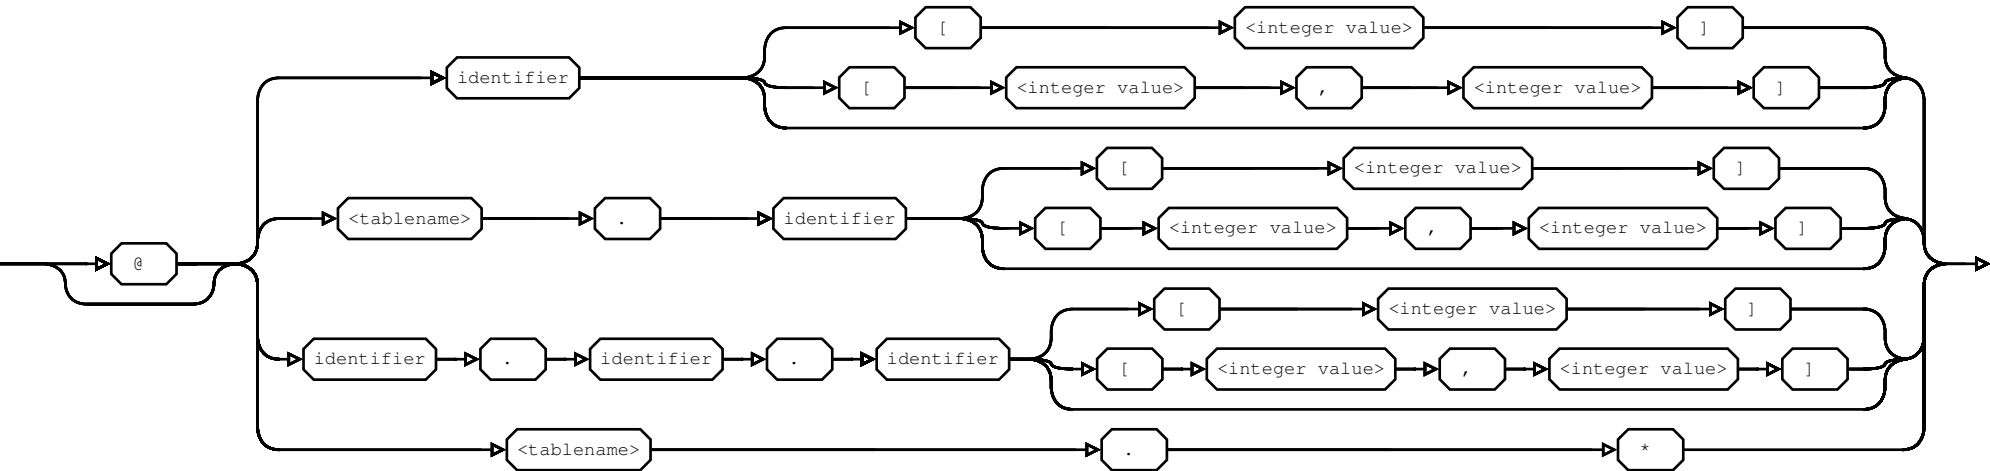 [ <integer value> ]
identifier
[ <integer value> , <integer value> ]
[ <integer value> ]
<tablename> . identifier
[ <integer value> , <integer value> ]
@
[ <integer value> ]
identifier . identifier . identifier
[ <integer value> , <integer value> ]
<tablename> . *